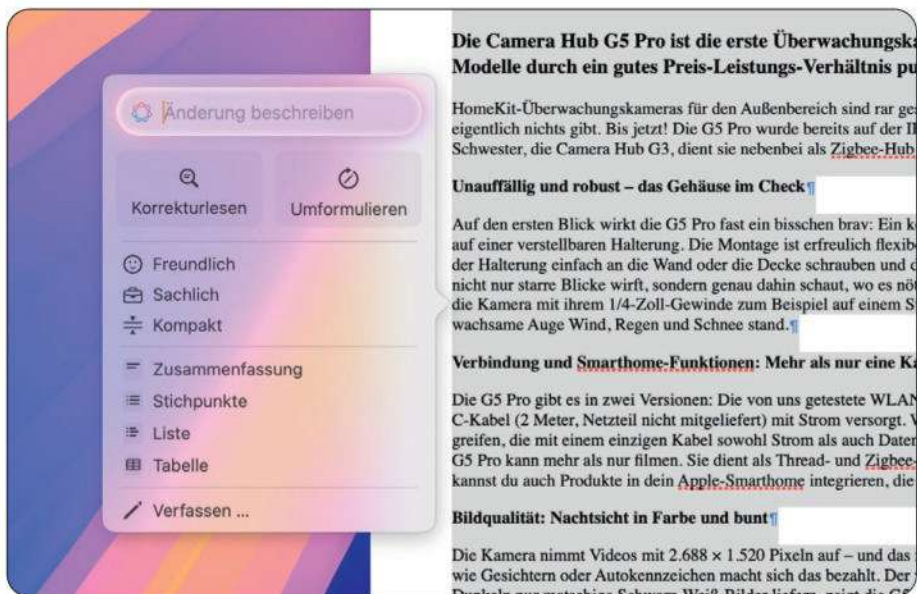 Änderung beschreiben
Korrekturlesen
Umformulieren
Freundlich
Sachlich
Kompakt
Zusammenfassung
Stichpunkte
Liste
Tabelle
Verfassen ...
Die Camera Hub G5 Pro ist die erste
Modelle durch ein gutes Preis-Leistungs-Verhältnis
HomeKit-Überwachungskameras für den Außenbereich sind rar
eigentlich nichts gibt. Bis jetzt! Die G5 Pro wurde bereits auf der
Schwester, die Camera Hub G3, dient sie nebenbei als Zigbee-Hub
Unauffällig und robust – das Gehäuse im Check¶
Auf den ersten Blick wirkt die G5 Pro fast ein bisschen brav: Ein
auf einer verstellbaren Halterung. Die Montage ist erfreulich
der Halterung einfach an die Wand oder die Decke schrauben und
nicht nur starre Blicke wirft, sondern genau dahin schaut, wo es
die Kamera mit ihrem 1/4-Zoll-Gewinde zum Beispiel auf einem
wachsame Auge Wind, Regen und Schnee stand.¶
Verbindung und Smarthome-Funktionen: Mehr als nur eine
Die G5 Pro gibt es in zwei Versionen: Die von uns getestete
C-Kabel (2 Meter, Netzteil nicht mitgeliefert) mit Strom versorgt.
greifen, die mit einem einzigen Kabel sowohl Strom als auch
G5 Pro kann mehr als nur filmen. Sie dient als Thread- und Zigbee-
kannst du auch Produkte in dein Apple-Smarthome integrieren, die
Bildqualität: Nachtsicht in Farbe und bunt¶
Die Kamera nimmt Videos mit 2.688 × 1.520 Pixeln auf – und das
wie Gesichtern oder Autokennzeichen macht sich das bezahlt. Der